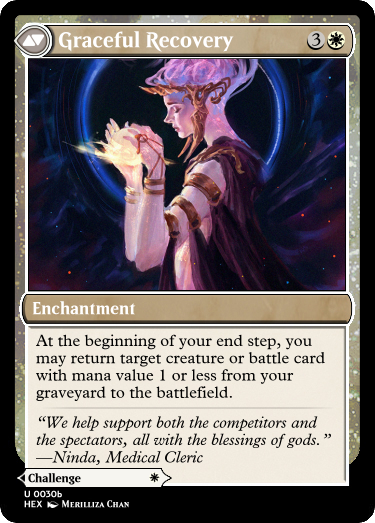 Graceful Recovery 3
Enchantment
At the beginning of your end step, you
may return target creature or battle card
with mana value 1 or less from your
graveyard to the battlefield.
“We help support both the competitors and
the spectators, all with the blessings of gods.”
—Ninda, Medical Cleric
Challenge
U 0030b
HEX Merilliza Chan